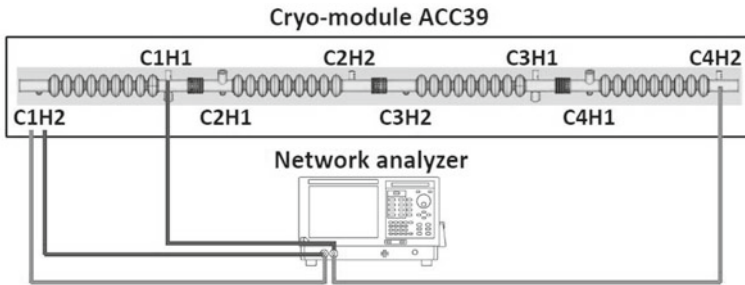 Cryo-module ACC39
C1H1 C2H2 C3H1 C4H2
C1H2 C2H1 C3H2 C4H1
Network analyzer